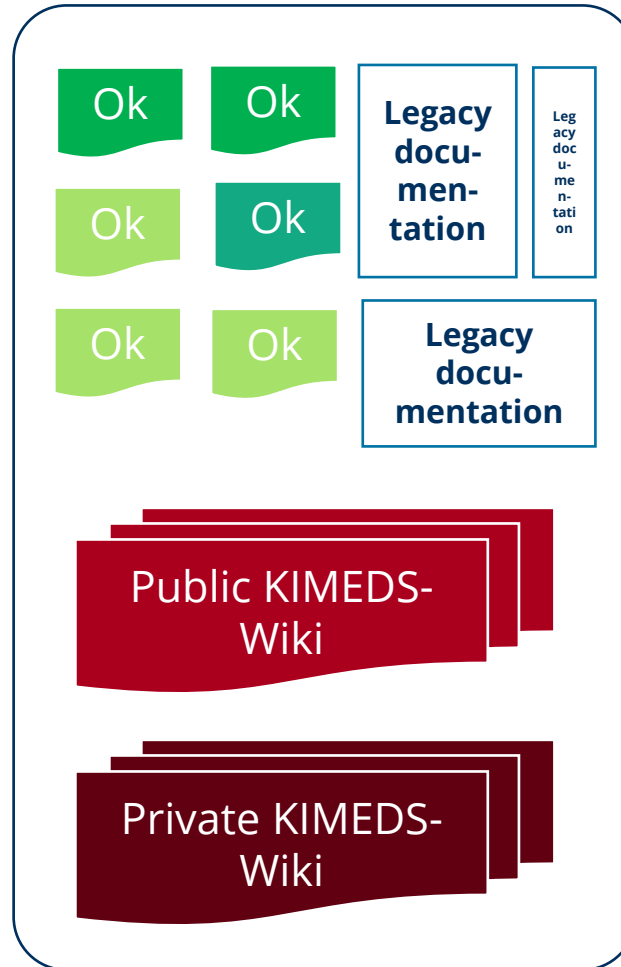 Ok
Ok
Legacy
docu-
men-
tation
Leg
acy
doc
u-
me
n-
tati
on
Ok
Ok
Ok
Ok
Legacy
docu-
mentation
Public KIMEDS-
Wiki
Private KIMEDS-
Wiki